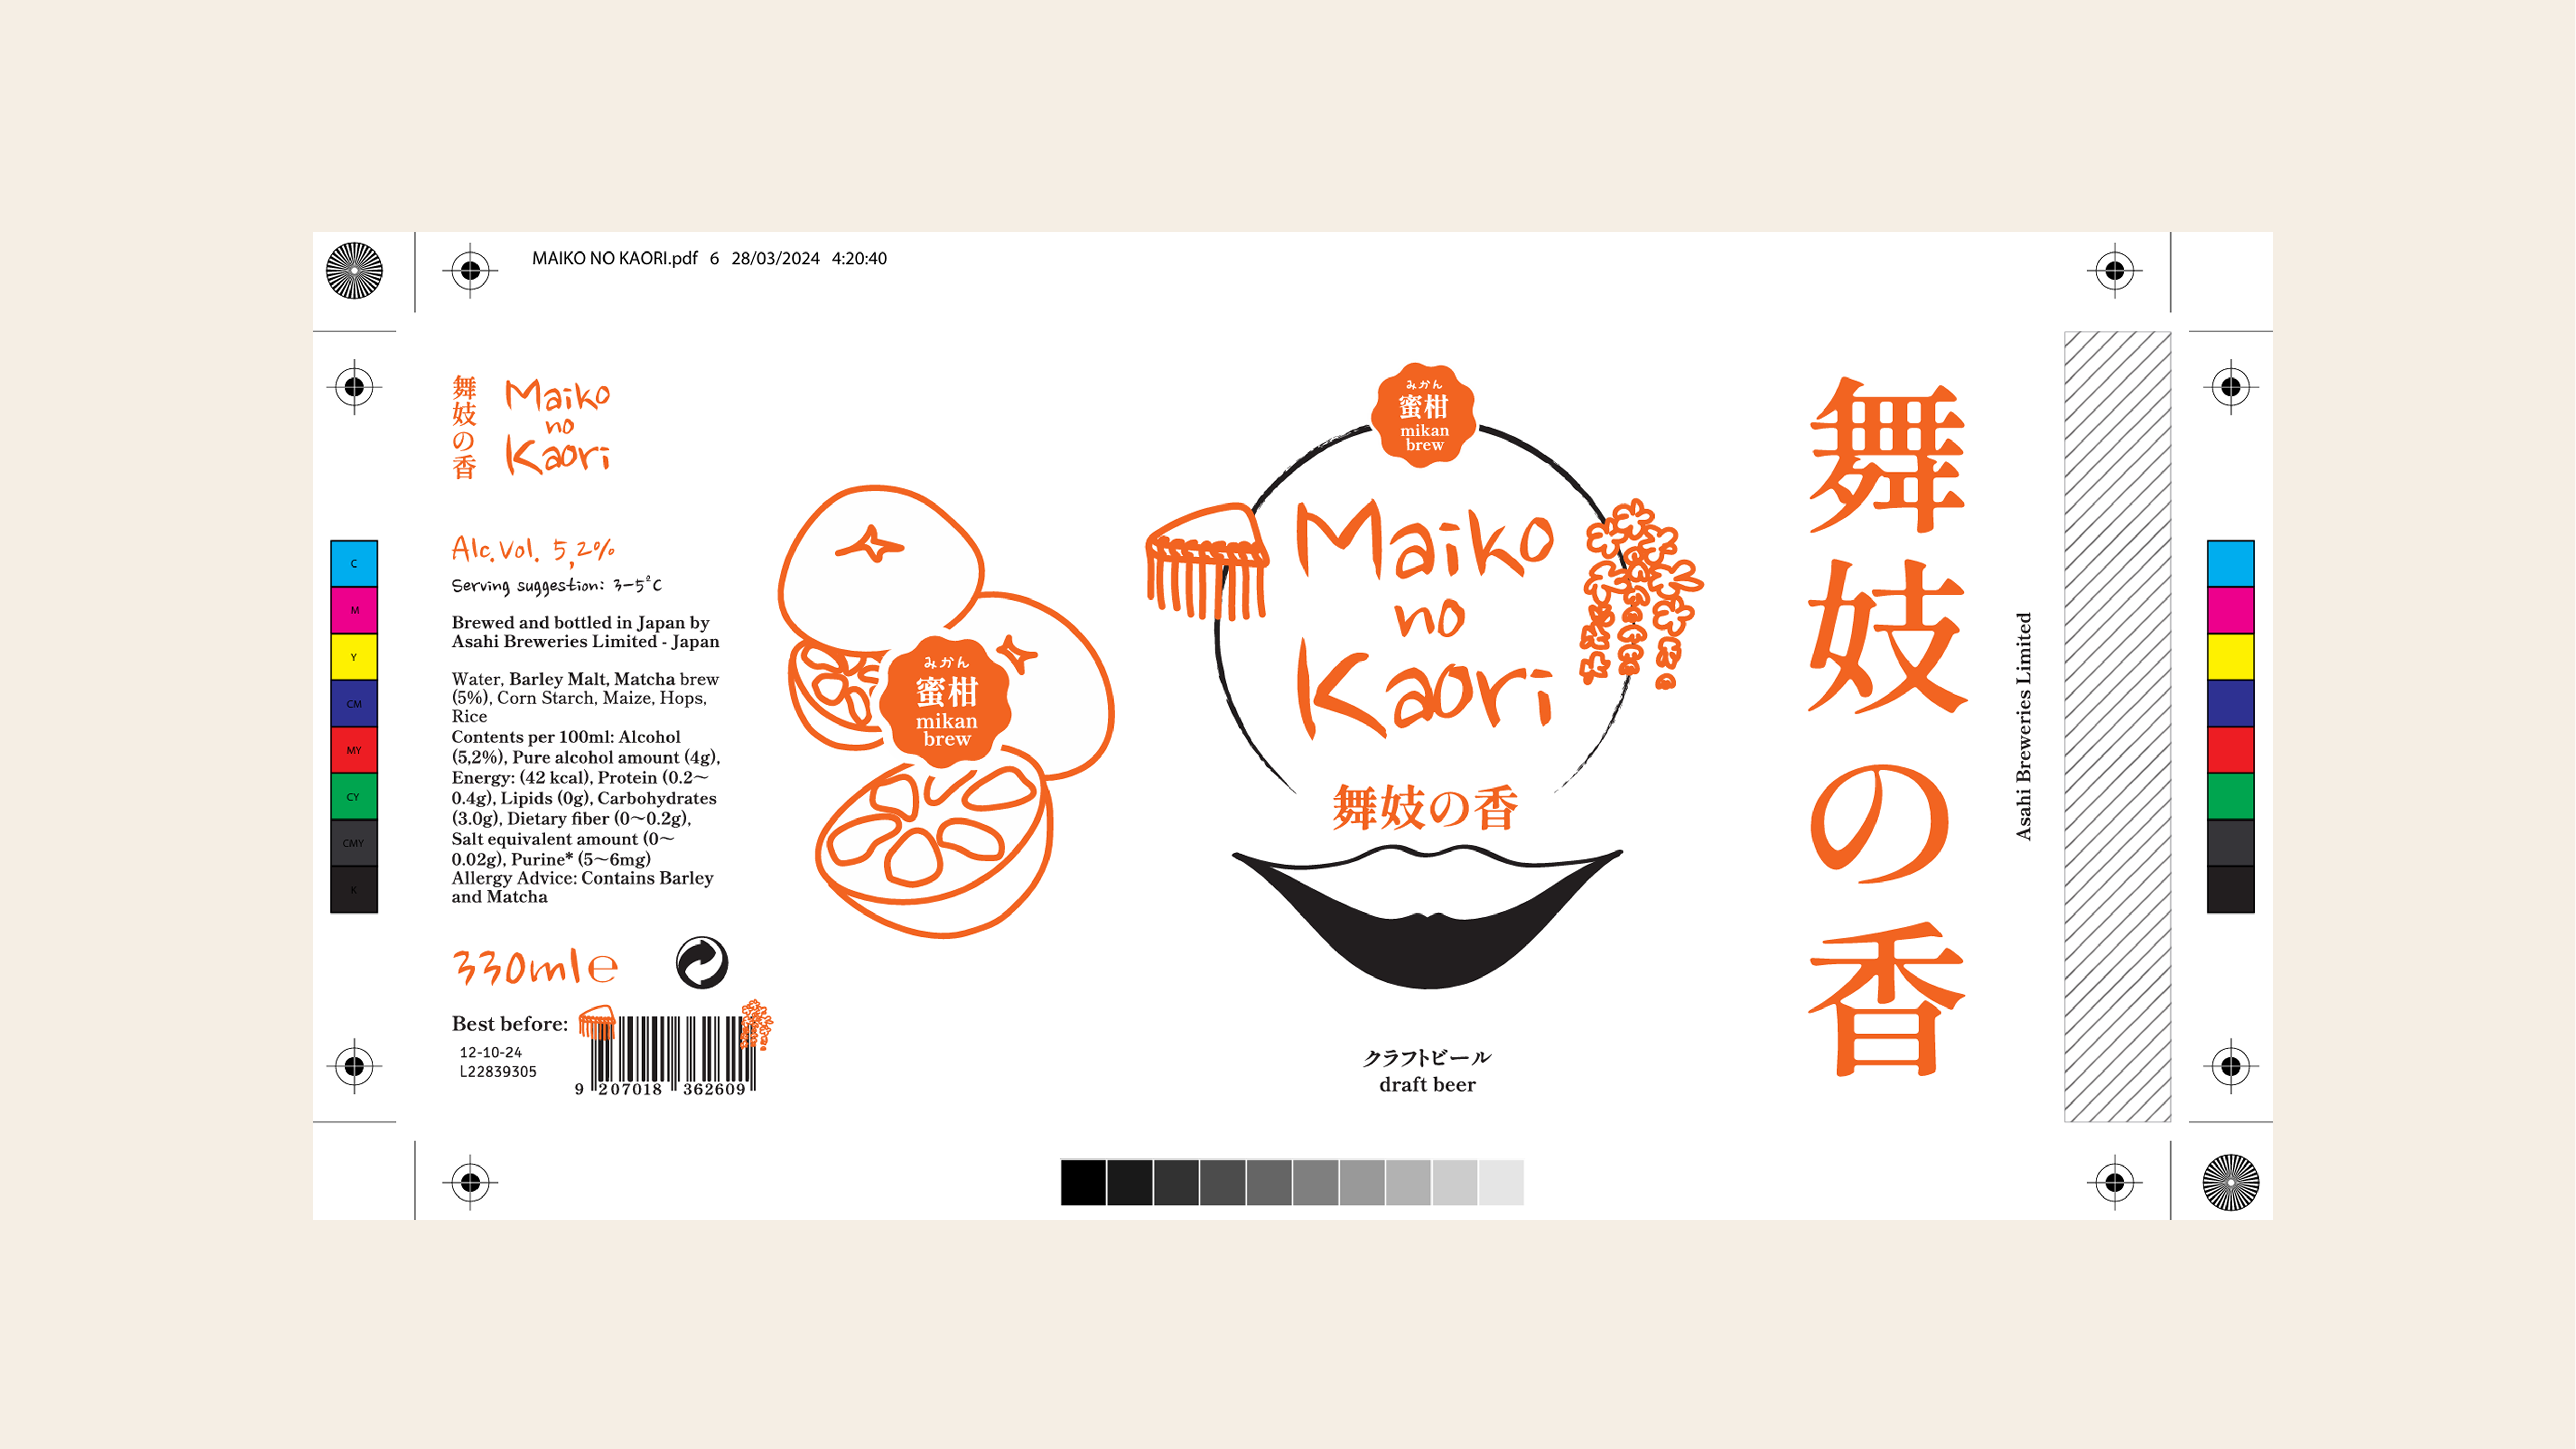 MAIKO NO KAORI.pdf 6 28/03/2024 4:20:40
舞妓の香
Maiko
no
Kaori
Alc. Vol. 5,2%
Serving suggestion: 3-5°C
Brewed and bottled in Japan by
Asahi Breweries Limited - Japan
Water, Barley Malt, Matcha brew
(5%), Corn Starch, Maize, Hops,
Rice
Contents per 100ml: Alcohol
(5,2%), Pure alcohol amount (4g),
Energy: (42 kcal), Protein (0.2～
0.4g), Lipids (0g), Carbohydrates
(3.0g), Dietary fiber (0～0.2g),
Salt equivalent amount (0～
0.02g), Purine* (5～6mg)
Allergy Advice: Contains Barley
and Matcha
330ml℮
Best before:
12-10-24
L22839305
9 207018 362609
みかん
蜜柑
mikan
brew
みかん
蜜柑
mikan
brew
Maiko
no
Kaori
舞妓の香
クラフトビール
draft beer
舞妓の香
Asahi Breweries Limited
C
M
Y
CM
MY
CY
CMY
K